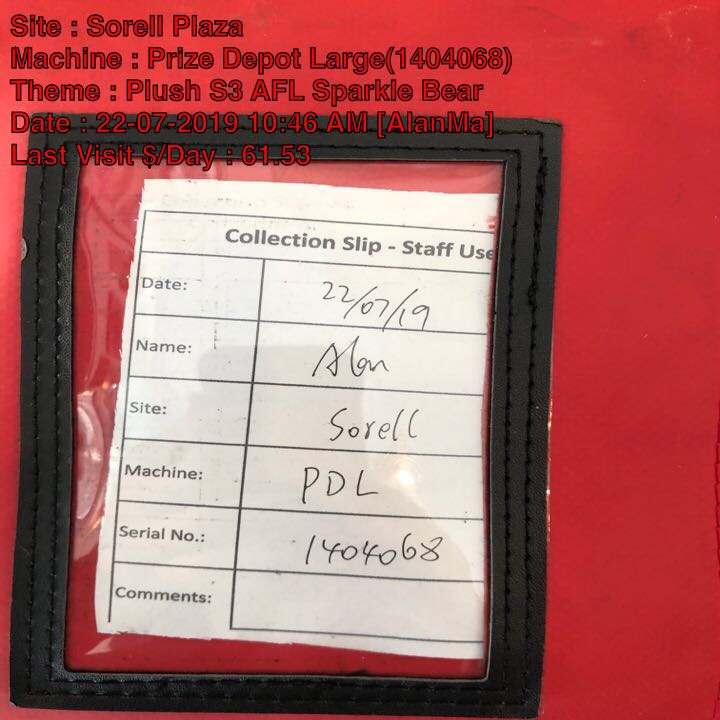 Site : Sorell Plaza
Machine : Prize Depot Large(1404068)
Theme : Plush S3 AFL Sparkle Bear
Date : 22-07-2019 10:46 AM [AlanMa]
Last Visit $/Day : 61.53
Collection Slip - Staff Use
Date: 22/07/19
Name: Alan
Site: Sorell
Machine: PDL
Serial No.: 1404068
Comments: